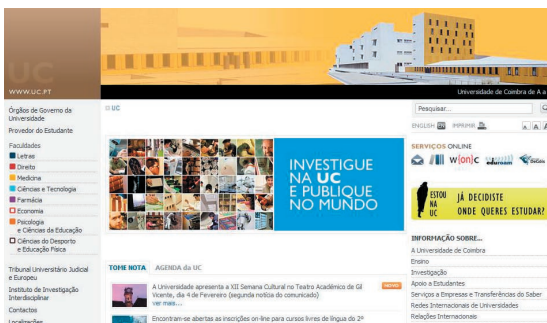 UC
WWW.UC.PT
Universidade de Coimbra de A a
Órgãos de Governo da
Universidade
Provedor do Estudante
Faculdades
Letras
Direito
Medicina
Ciências e Tecnologia
Farmácia
Economia
Psicologia
e Ciências da Educação
Ciências do Desporto
e Educação Física
Tribunal Universitário Judicial
e Europeu
Instituto de Investigação
Interdisciplinar
Contactos
Localizações
UC
INVESTIGUE
NA UC
E PUBLIQUE
NO MUNDO
TOME NOTA AGENDA da UC
A Universidade apresenta a XII Semana Cultural no Teatro Académico de Gil
Vicente, dia 4 de Fevereiro (segunda notícia do comunicado)
ver mais...
Encontram-se abertas as inscrições on-line para cursos livres de língua do 2º
Pesquisar...
ENGLISH IMPRIMIR A A A
SERVIÇOS ONLINE
w(on)c eduroam
ESTOU
NA
UC
JÁ DECIDISTE
ONDE QUERES ESTUDAR?
INFORMAÇÃO SOBRE...
A Universidade de Coimbra
Ensino
Investigação
Apoio a Estudantes
Serviços a Empresas e Transferências do Saber
Redes Internacionais de Universidades
Relações Internacionais